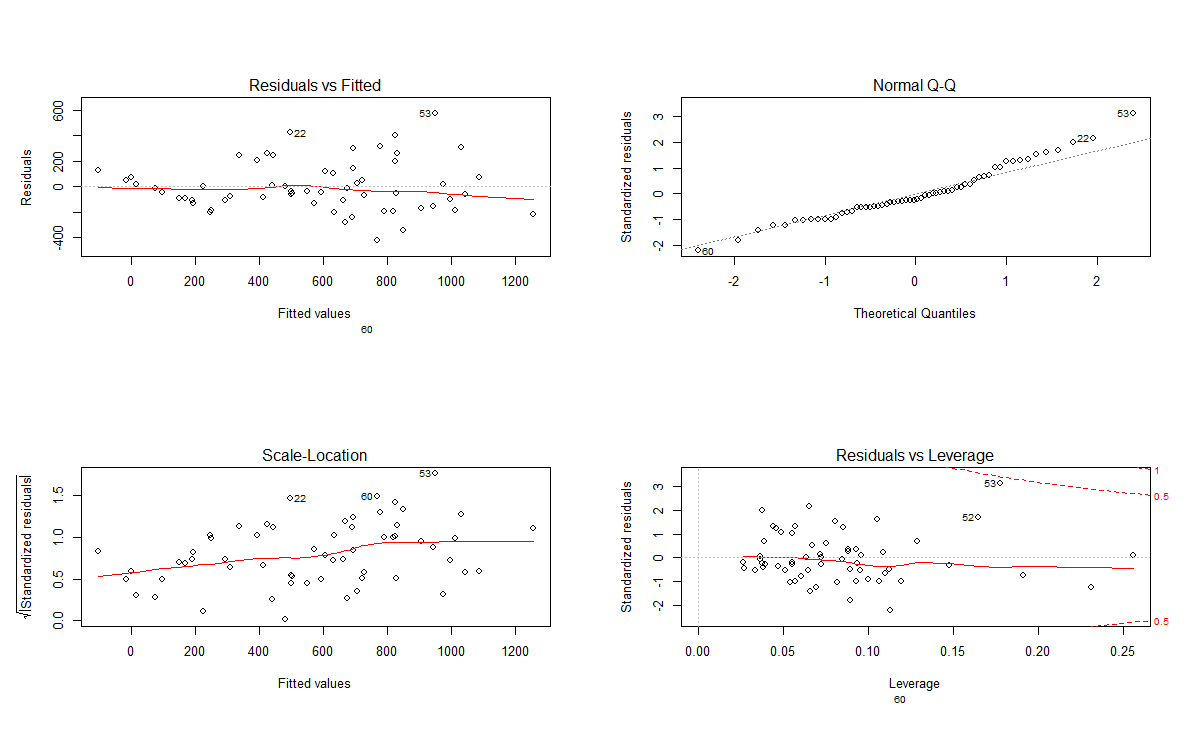 Residuals vs Fitted
Residuals
600
200
0
-400
53
22
0 200 400 600 800 1000 1200
Fitted values
60
Normal Q-Q
Standardized residuals
3
2
1
0
-1
-2
53
22
60
-2 -1 0 1 2
Theoretical Quantiles
Scale-Location
√|Standardized residuals|
1.5
1.0
0.5
0.0
53
22
60
0 200 400 600 800 1000 1200
Fitted values
Residuals vs Leverage
Standardized residuals
3
2
1
0
-1
-2
53
52
1
0.5
0.5
0.00 0.05 0.10 0.15 0.20 0.25
Leverage
60